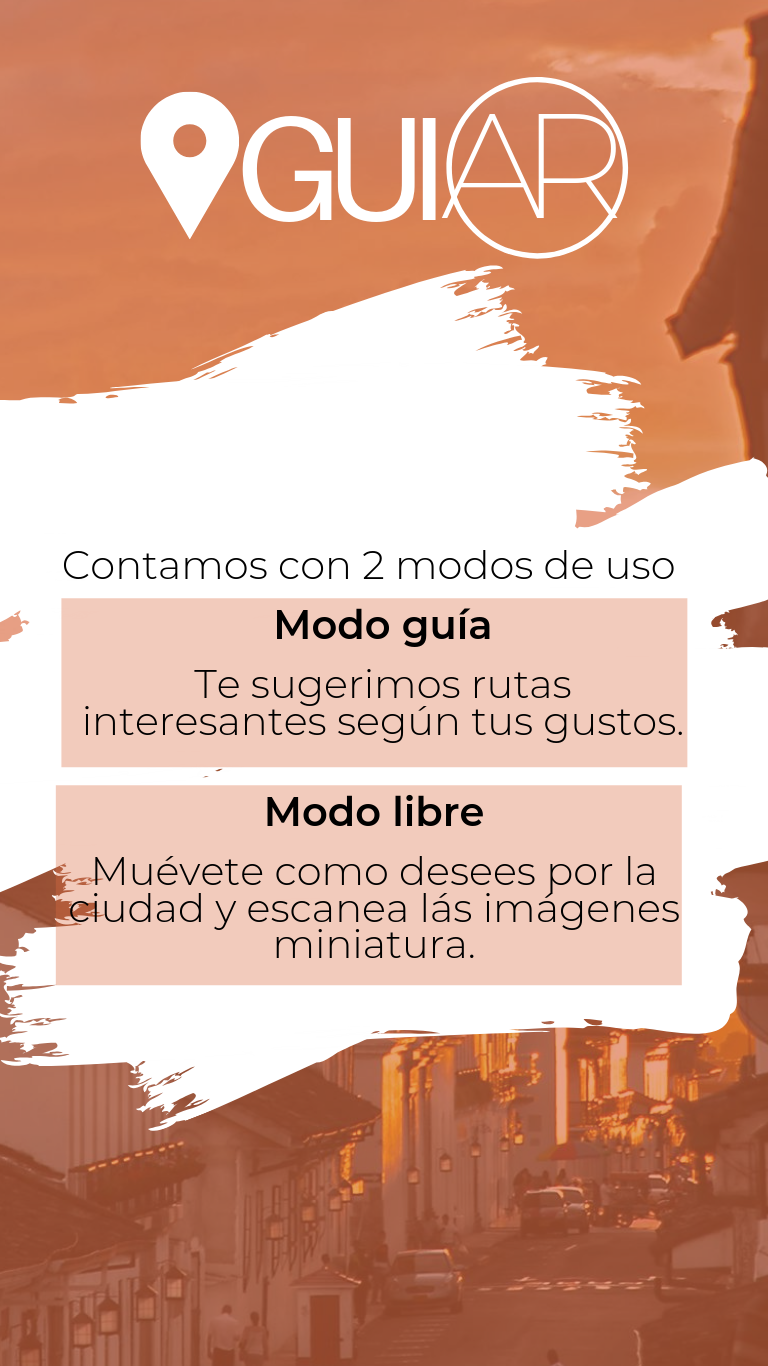 GUIAR
Contamos con 2 modos de uso
Modo guía
Te sugerimos rutas
interesantes según tus gustos.
Modo libre
Muévete como desees por la
ciudad y escanea lás imágenes
miniatura.